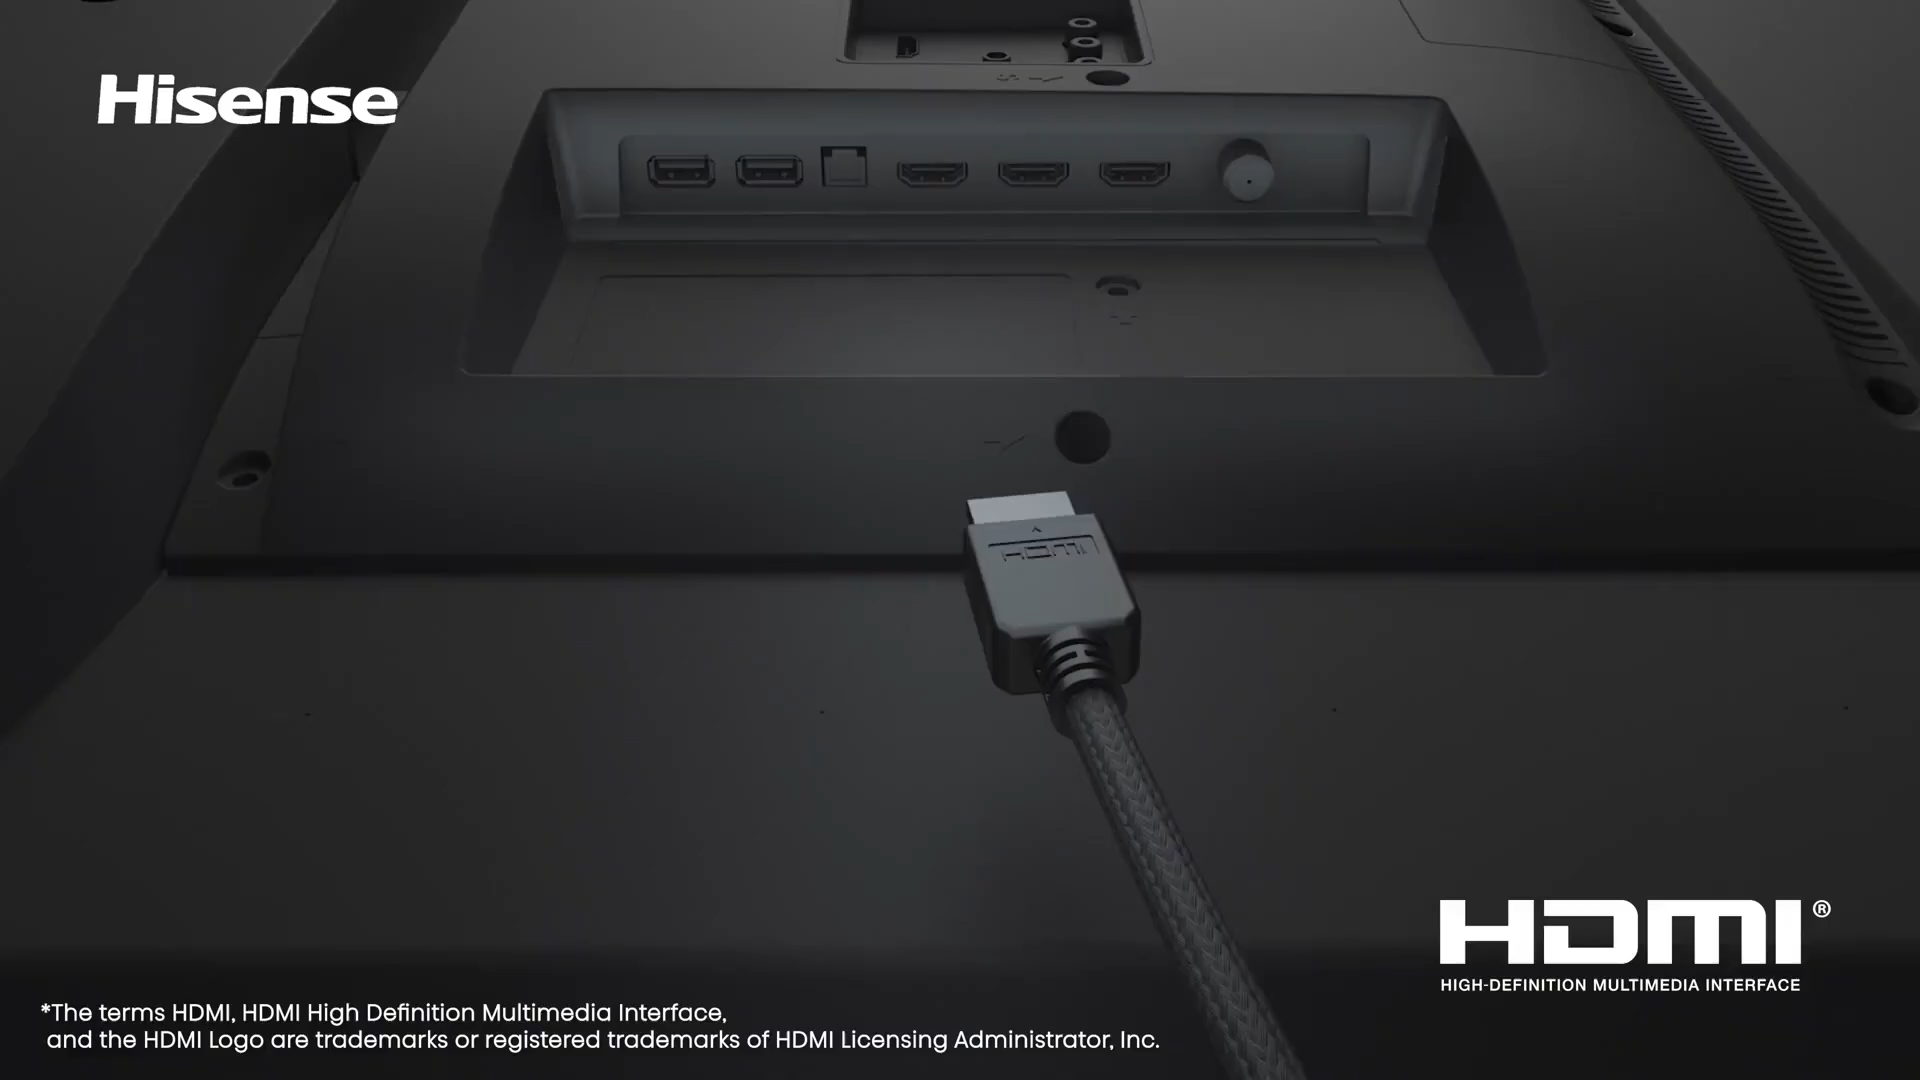 Hisense
HDMI
HDMI®
HIGH-DEFINITION MULTIMEDIA INTERFACE
*The terms HDMI, HDMI High Definition Multimedia Interface,
and the HDMI Logo are trademarks or registered trademarks of HDMI Licensing Administrator, Inc.